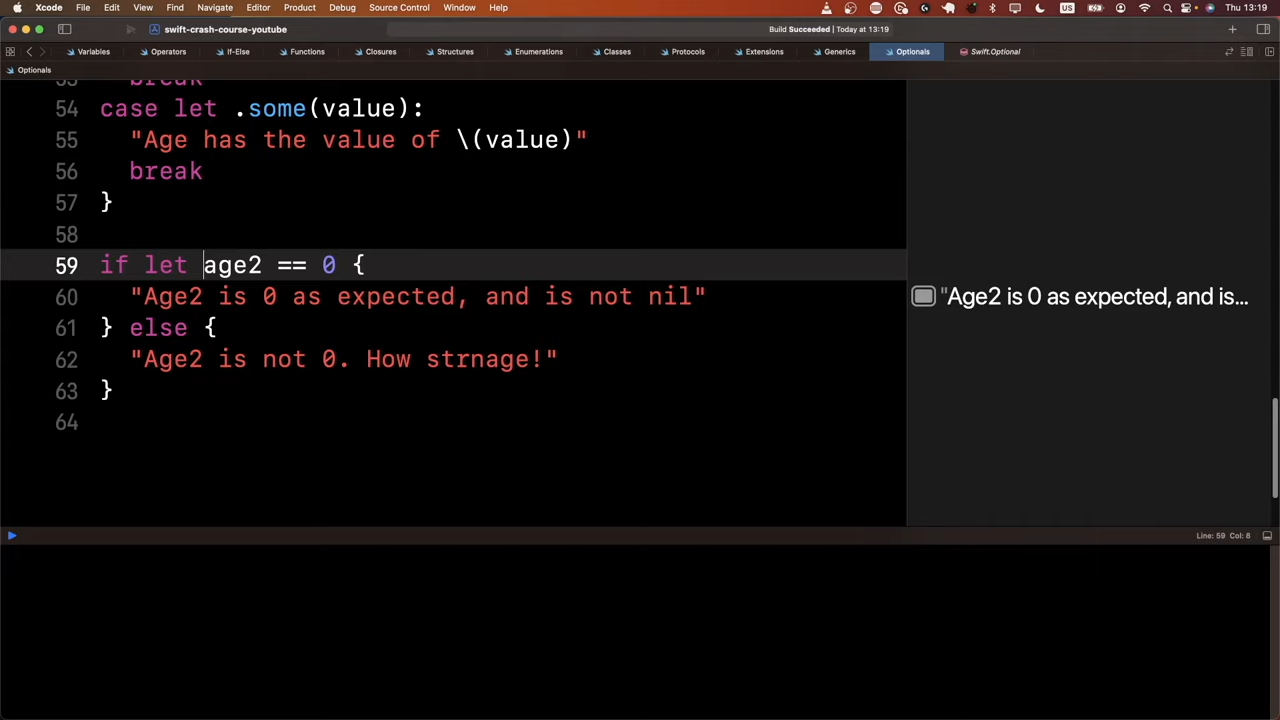 Xcode File Edit View Find Navigate Editor Product Debug Source Control Window Help US Thu 13:19
swift-crash-course-youtube Build Succeeded | Today at 13:19
Variables Operators If-Else Functions Closures Structures Enumerations Classes Protocols Extensions Generics Optionals Swift.Optional
Optionals
53 break
54 case let .some(value):
55 "Age has the value of \(value)"
56 break
57 }
58
59 if let age2 == 0 {
60 "Age2 is 0 as expected, and is not nil" "Age2 is 0 as expected, and is...
61 } else {
62 "Age2 is not 0. How strnage!"
63 }
64
Line: 59 Col: 8